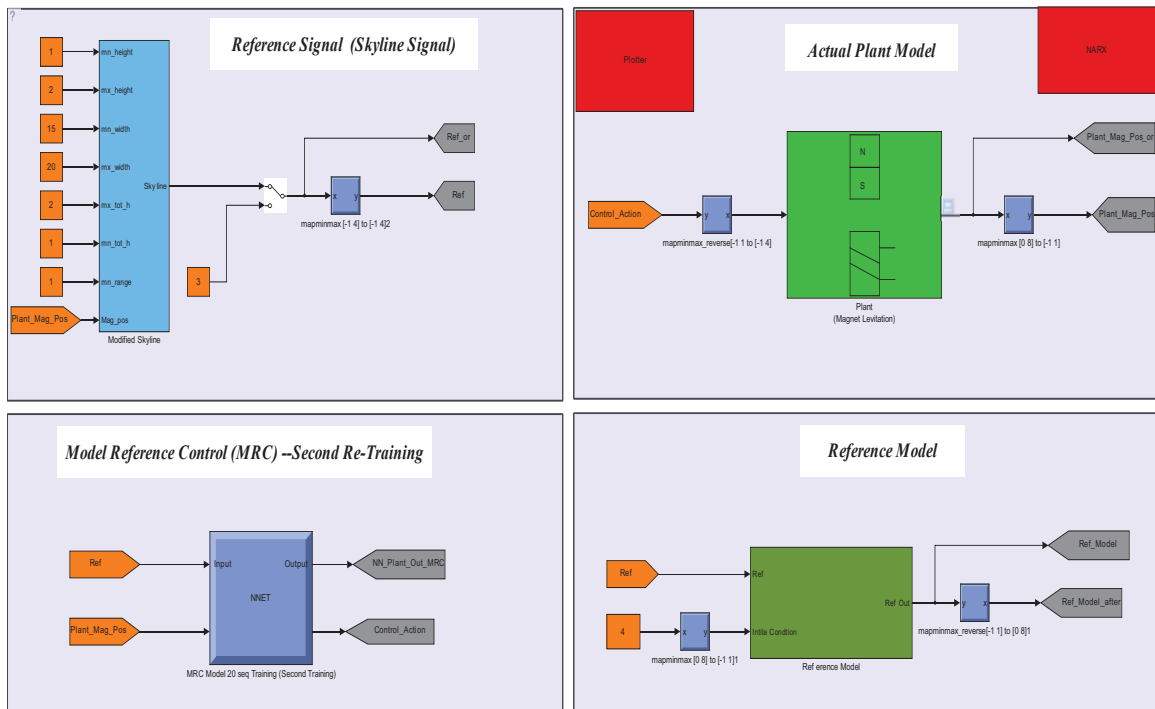 ?
Reference Signal (Skyline Signal)
1
mn_height
2
mx_height
15
mn_width
20
mx_width
2
mx_tot_h
1
mn_tot_h
1
mn_range
Plant_Mag_Pos
Mag_pos
Sky line
Modified Skyline
3
x y
mapminmax [-1 4] to [-1 4]2
Ref_or
Ref
Actual Plant Model
Plotter
NARX
Control_Action
y x
mapminmax_reverse[-1 1 to [-1 4]
N
S
Plant
(Magnet Levitation)
x y
mapminmax [0 8] to [-1 1]
Plant_Mag_Pos_or
Plant_Mag_Pos
Model Reference Control (MRC) --Second Re-Training
Ref
Plant_Mag_Pos
Input
Output
NNET
MRC Model 20 seq Training (Second Training)
NN_Plant_Out_MRC
Control_Action
Reference Model
Ref
4
x y
mapminmax [0 8] to [-1 1]1
Ref
Intila Condtion
Ref Out
Ref erence Model
y x
mapminmax_reverse[-1 1] to [0 8]1
Ref_Model
Ref_Model_after